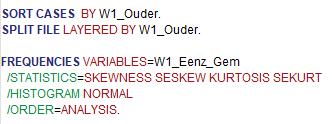 SORT CASES  BY W1_Ouder.
SPLIT FILE LAYERED BY W1_Ouder.
FREQUENCIES VARIABLES=W1_Eenz_Gem
/STATISTICS=SKEWNESS SESKEW KURTOSIS SEKURT
/HISTOGRAM NORMAL
/ORDER=ANALYSIS.